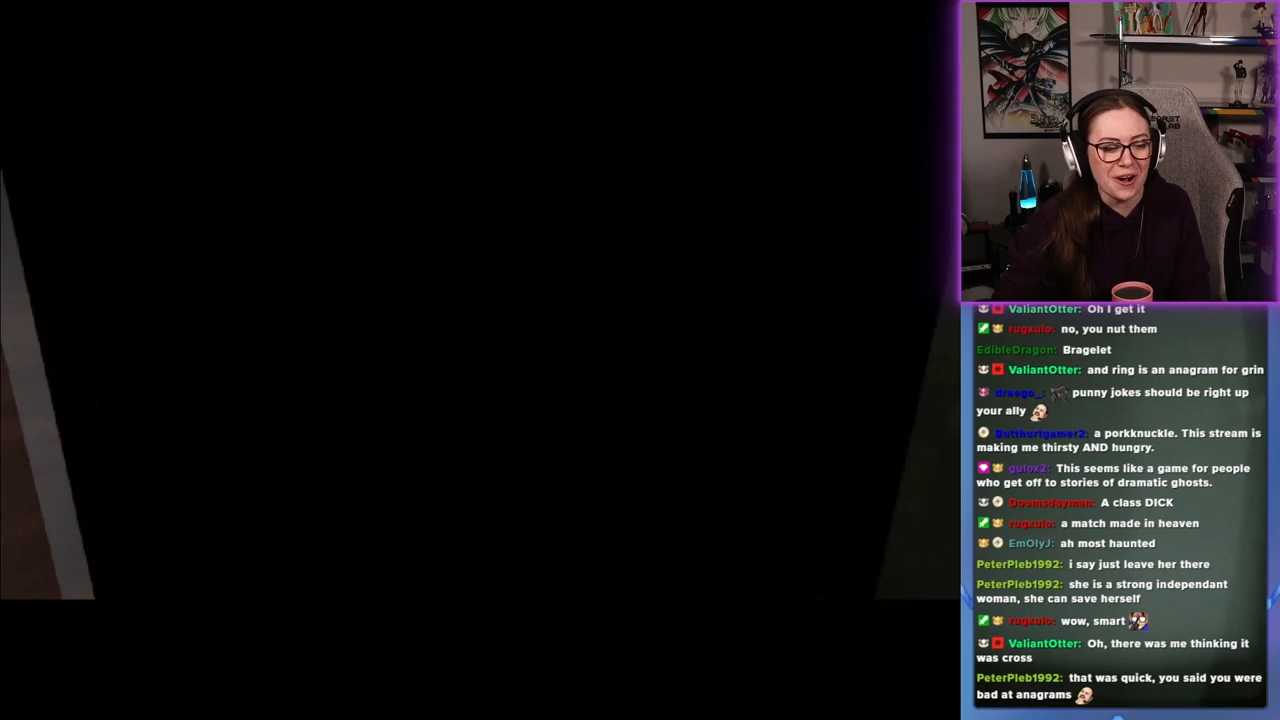 ValiantOtter: Oh I get it
rugxulo: no, you nut them
EdibleDragon: Bragelet
ValiantOtter: and ring is an anagram for grin
draego_: punny jokes should be right up
your ally
Butthurtgamer2: a porkknuckle. This stream is
making me thirsty AND hungry.
gulox2: This seems like a game for people
who get off to stories of dramatic ghosts.
Doomsdayman: A class DICK
rugxulo: a match made in heaven
EmOlyJ: ah most haunted
PeterPleb1992: i say just leave her there
PeterPleb1992: she is a strong independant
woman, she can save herself
rugxulo: wow, smart
ValiantOtter: Oh, there was me thinking it
was cross
PeterPleb1992: that was quick, you said you were
bad at anagrams